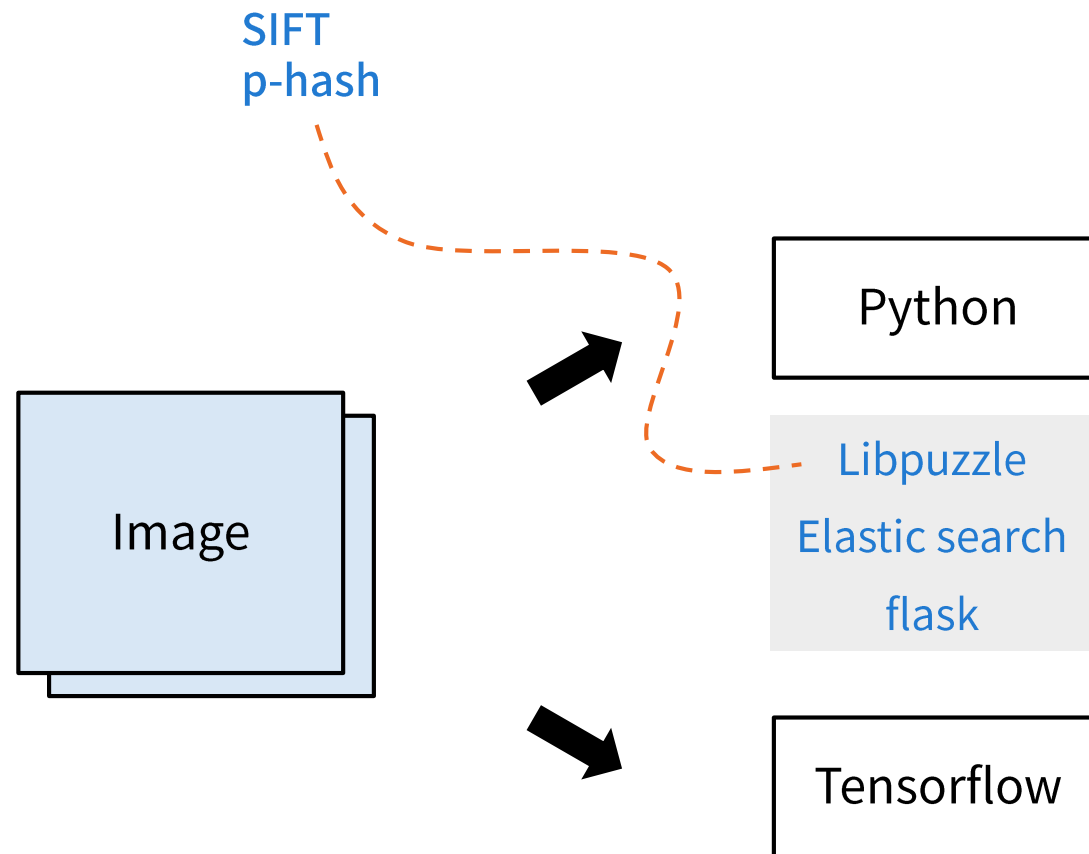 SIFT
p-hash
Python
Libpuzzle
Image
Elastic search
flask
Tensorflow